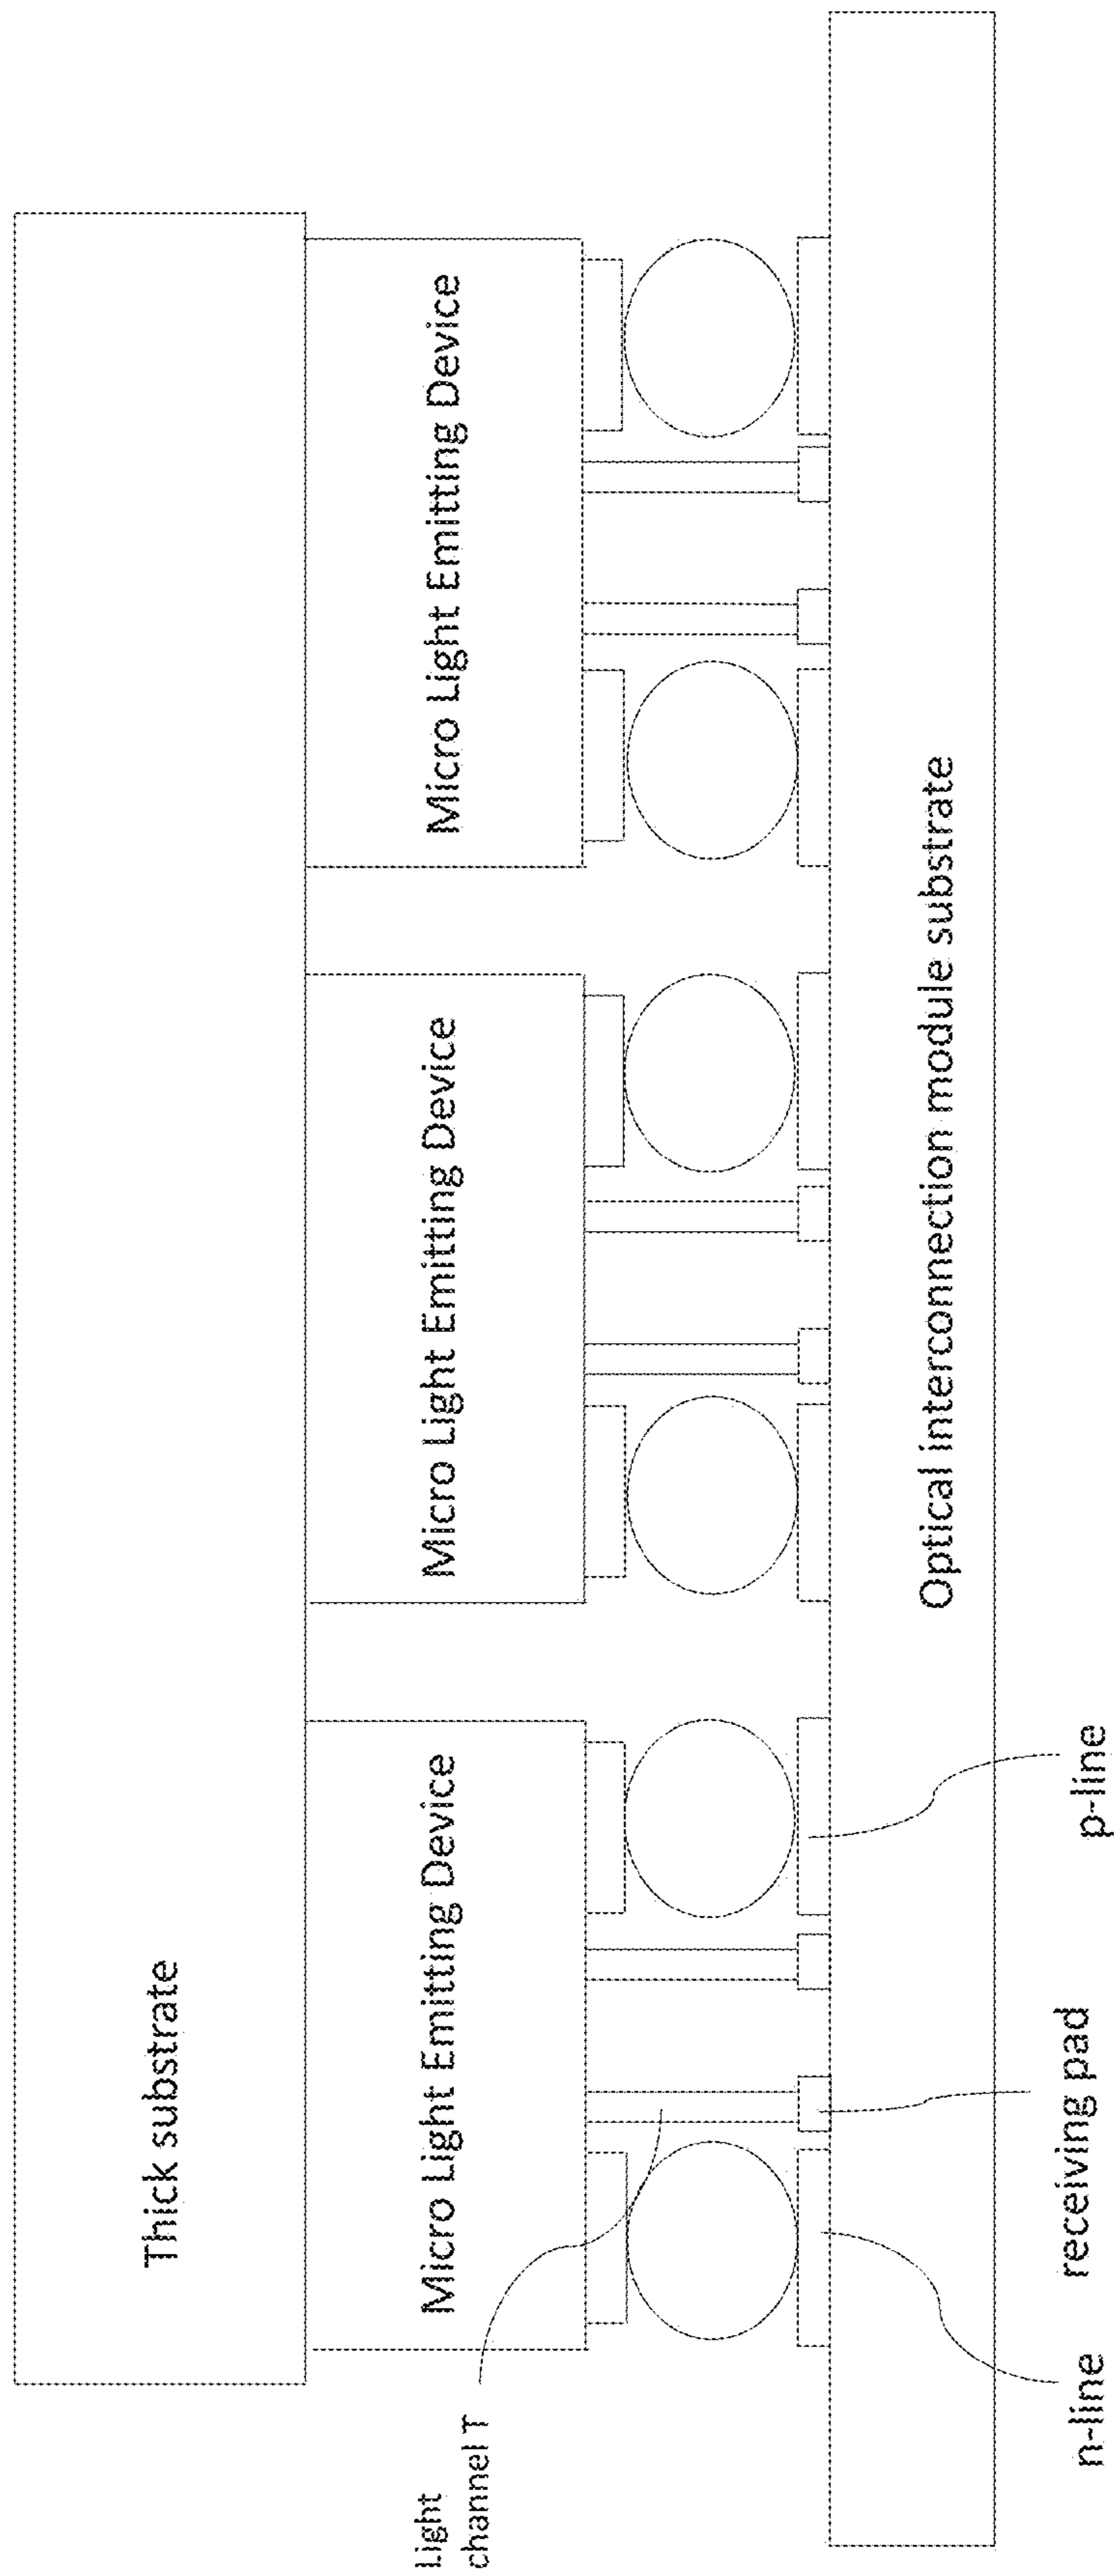 Thick substrate
Micro Light Emitting Device
Micro Light Emitting Device
Micro Light Emitting Device
Light
channel T
Optical interconnection module substrate
n-line
receiving pad
p-line